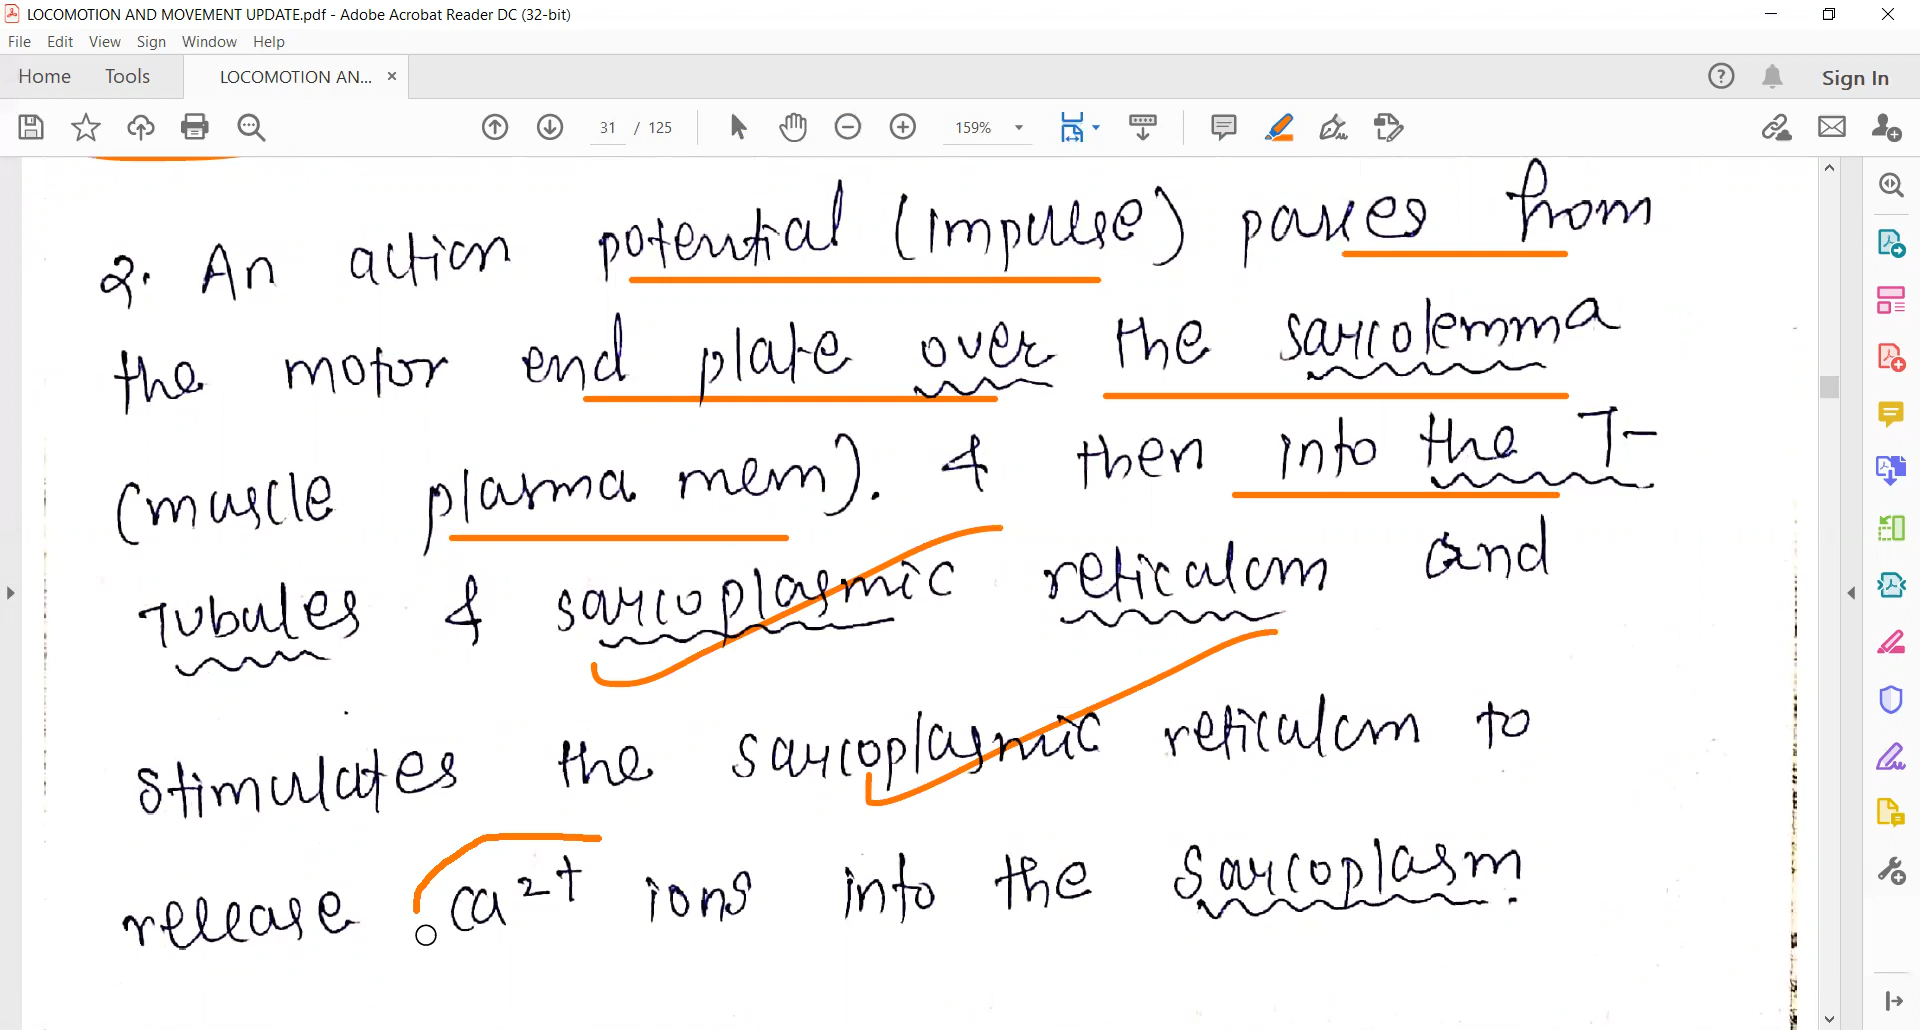 LOCOMOTION AND MOVEMENT UPDATE.pdf - Adobe Acrobat Reader DC (32-bit)
File Edit View Sign Window Help
Home Tools LOCOMOTION AN... × Sign In
31 / 125 159%
2. An action potential (impulse) passes from
the motor end plate over the sarcolemma
(muscle plasma mem). & then into the T-
Tubules & sarcoplasmic reticulum and
stimulates the sarcoplasmic reticulum to
release Ca²⁺ ions into the sarcoplasm.